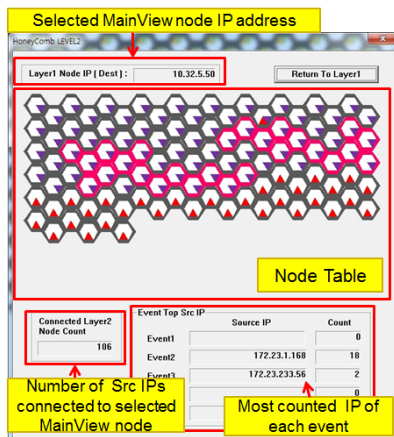 Selected MainView node IP address
HoneyComb LEVEL2
Layer1 Node IP [ Dest ] : 10.32.5.50 Return To Layer1
Node Table
Connected Layer2
Node Count
106
Event Top Src IP
Source IP Count
Event1 0
Event2 172.23.1.168 18
Event3 172.23.233.56 2
0
Number of Src IPs
connected to selected
MainView node
Most counted IP of
each event